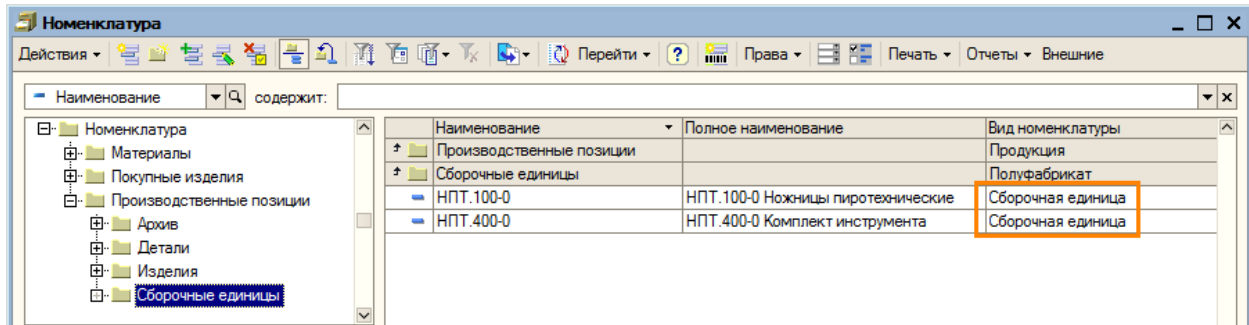 Номенклатура
Действия Перейти ? Права Печать Отчеты Внешние
Наименование содержит:
Номенклатура
Материалы
Покупные изделия
Производственные позиции
Архив
Детали
Изделия
Сборочные единицы
Наименование Полное наименование Вид номенклатуры
Производственные позиции Продукция
Сборочные единицы Полуфабрикат
НПТ.100-0 НПТ.100-0 Ножницы пиротехнические Сборочная единица
НПТ.400-0 НПТ.400-0 Комплект инструмента Сборочная единица